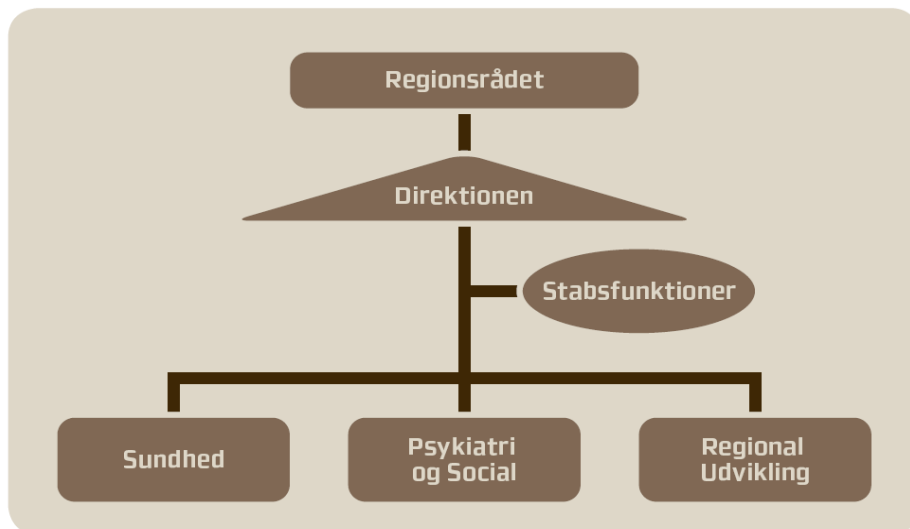 Regionsrådet
Direktionen
Stabsfunktioner
Sundhed
Psykiatri
og Social
Regional
Udvikling